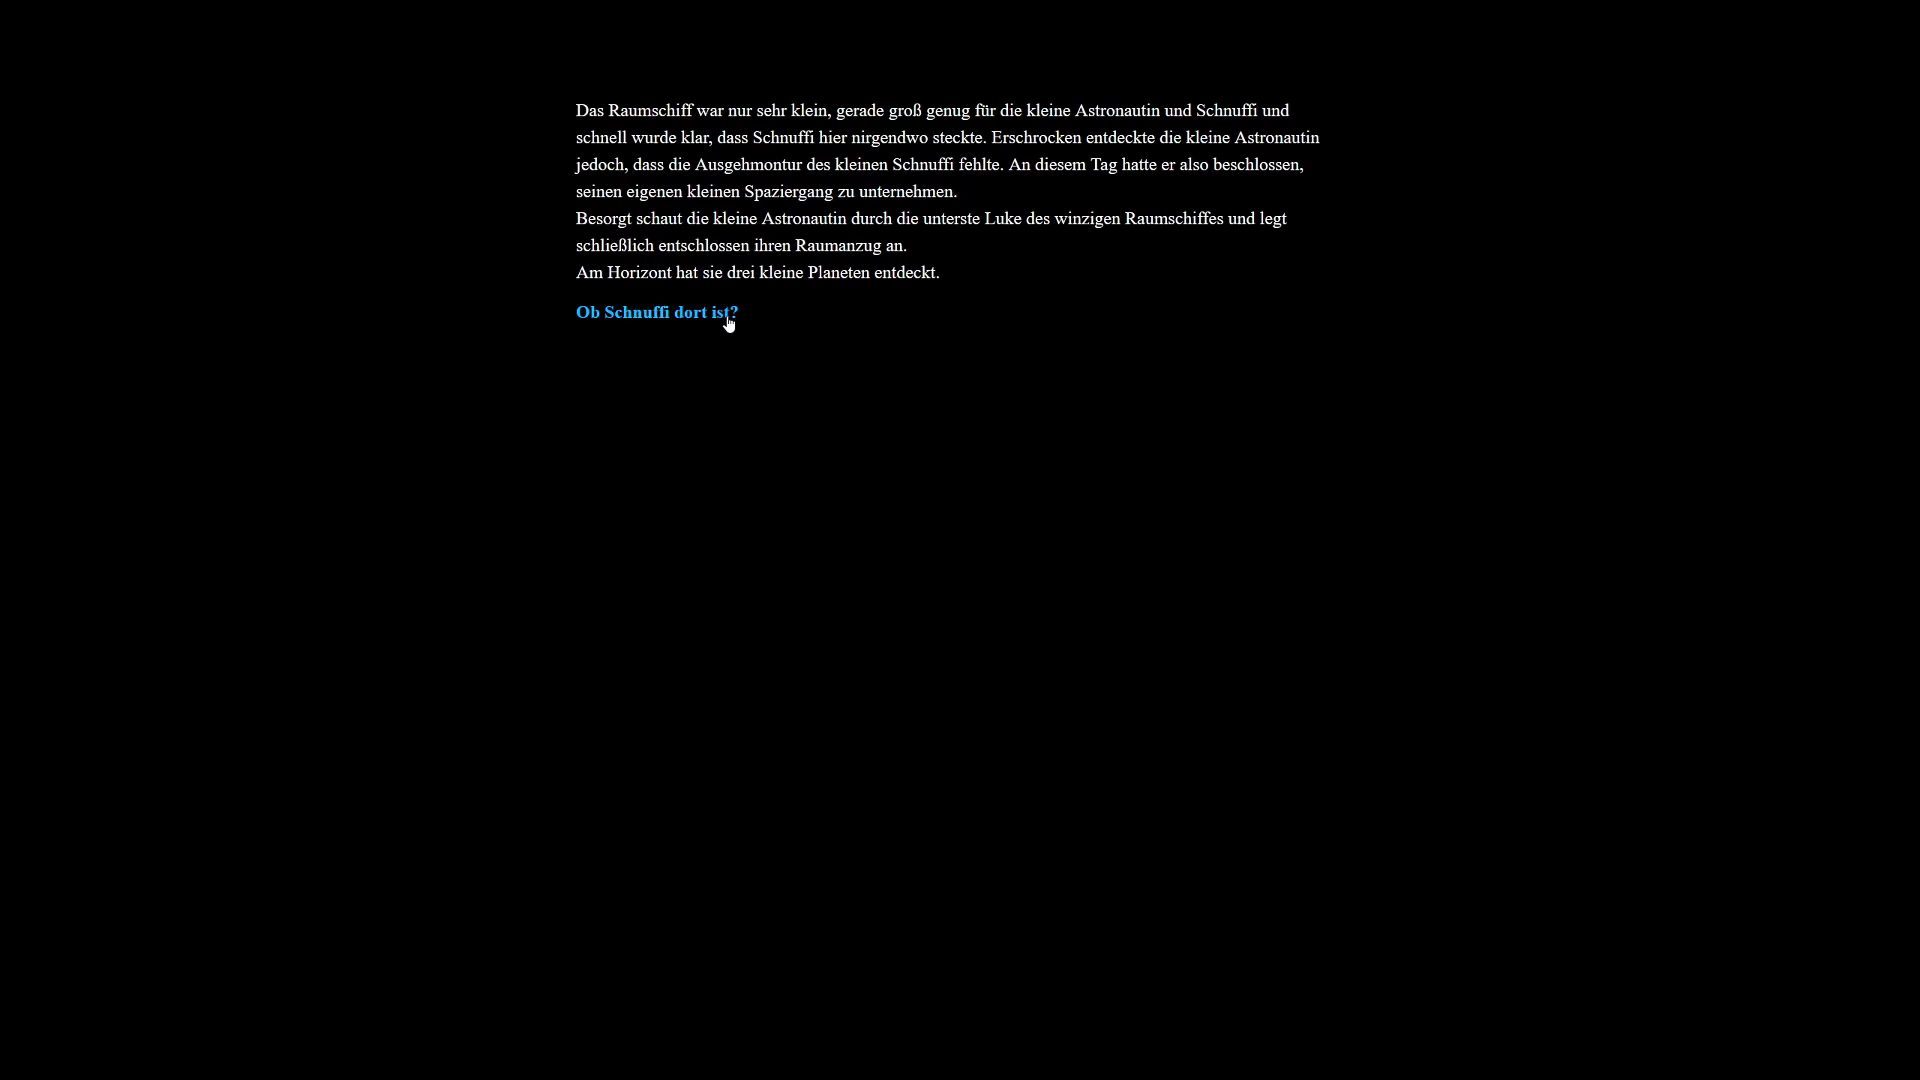 Das Raumschiff war nur sehr klein, gerade groß genug für die kleine Astronautin und Schnuffi und
schnell wurde klar, dass Schnuffi hier nirgendwo steckte. Erschrocken entdeckte die kleine Astronautin
jedoch, dass die Ausgehmontur des kleinen Schnuffi fehlte. An diesem Tag hatte er also beschlossen,
seinen eigenen kleinen Spaziergang zu unternehmen.
Besorgt schaut die kleine Astronautin durch die unterste Luke des winzigen Raumschiffes und legt
schließlich entschlossen ihren Raumanzug an.
Am Horizont hat sie drei kleine Planeten entdeckt.
Ob Schnuffi dort ist?